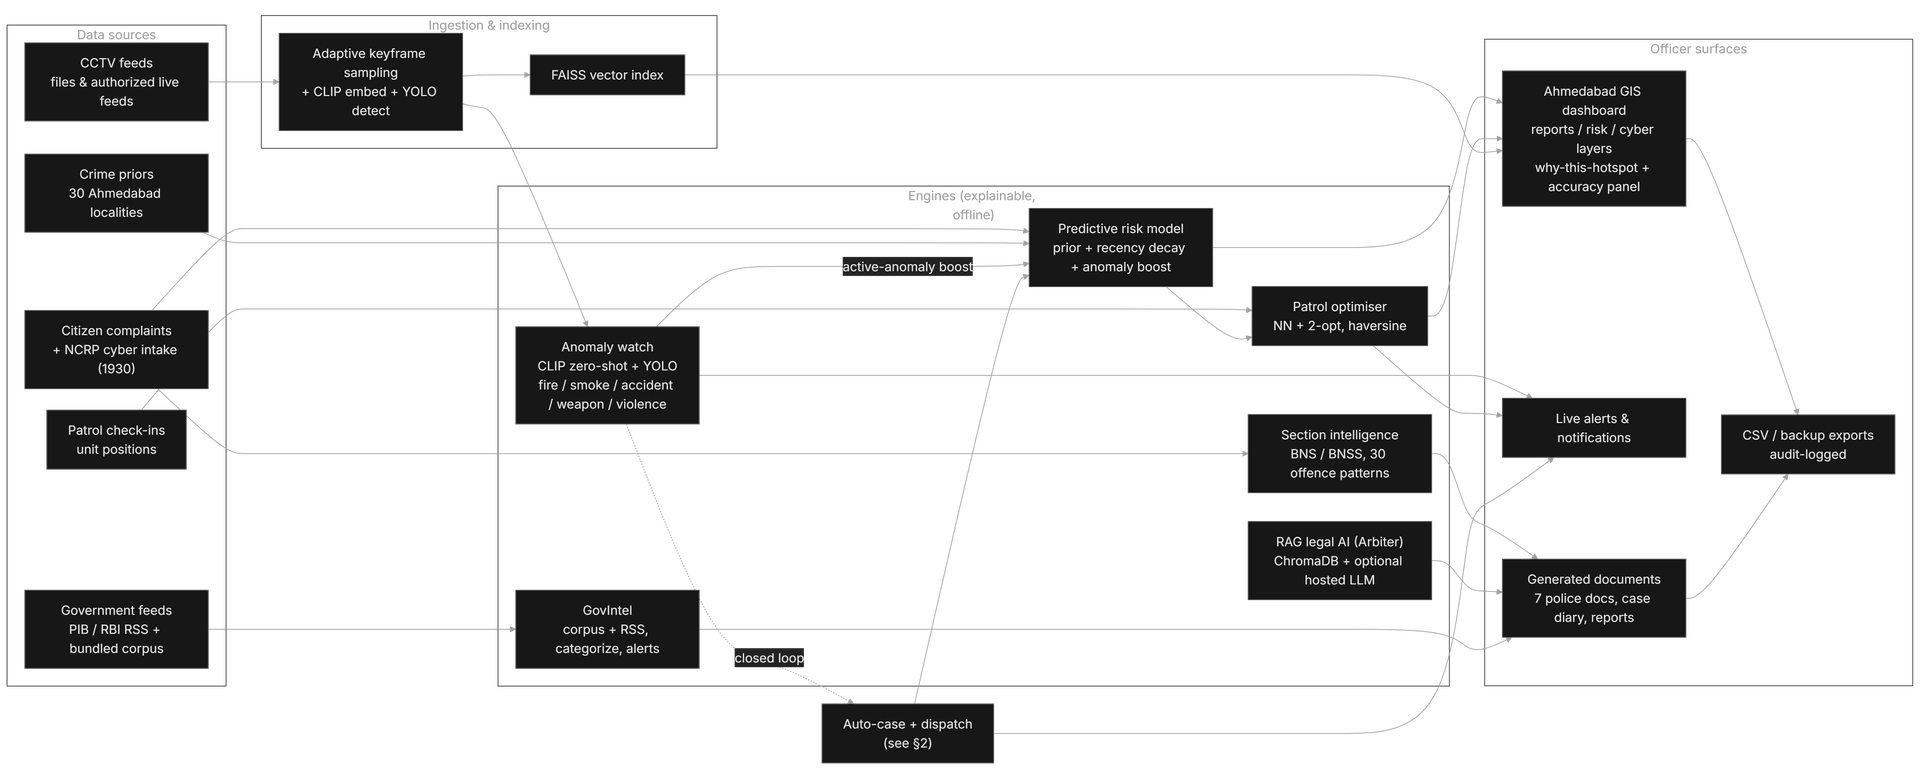 Data sources
CCTV feeds
files & authorized live
feeds
Crime priors
30 Ahmedabad
localities
Citizen complaints
+ NCRP cyber intake
(1930)
Patrol check-ins
unit positions
Government feeds
PIB / RBI RSS +
bundled corpus
Ingestion & indexing
Adaptive keyframe
sampling
+ CLIP embed + YOLO
detect
FAISS vector index
Engines (explainable,
offline)
Predictive risk model
prior + recency decay
+ anomaly boost
active-anomaly boost
Patrol optimiser
NN + 2-opt, haversine
Anomaly watch
CLIP zero-shot + YOLO
fire / smoke / accident
/ weapon / violence
Section intelligence
BNS / BNSS, 30
offence patterns
RAG legal AI (Arbiter)
ChromaDB + optional
hosted LLM
GovIntel
corpus + RSS,
categorize, alerts
closed loop
Auto-case + dispatch
(see §2)
Officer surfaces
Ahmedabad GIS
dashboard
reports / risk / cyber
layers
why-this-hotspot +
accuracy panel
Live alerts &
notifications
CSV / backup exports
audit-logged
Generated documents
7 police docs, case
diary, reports